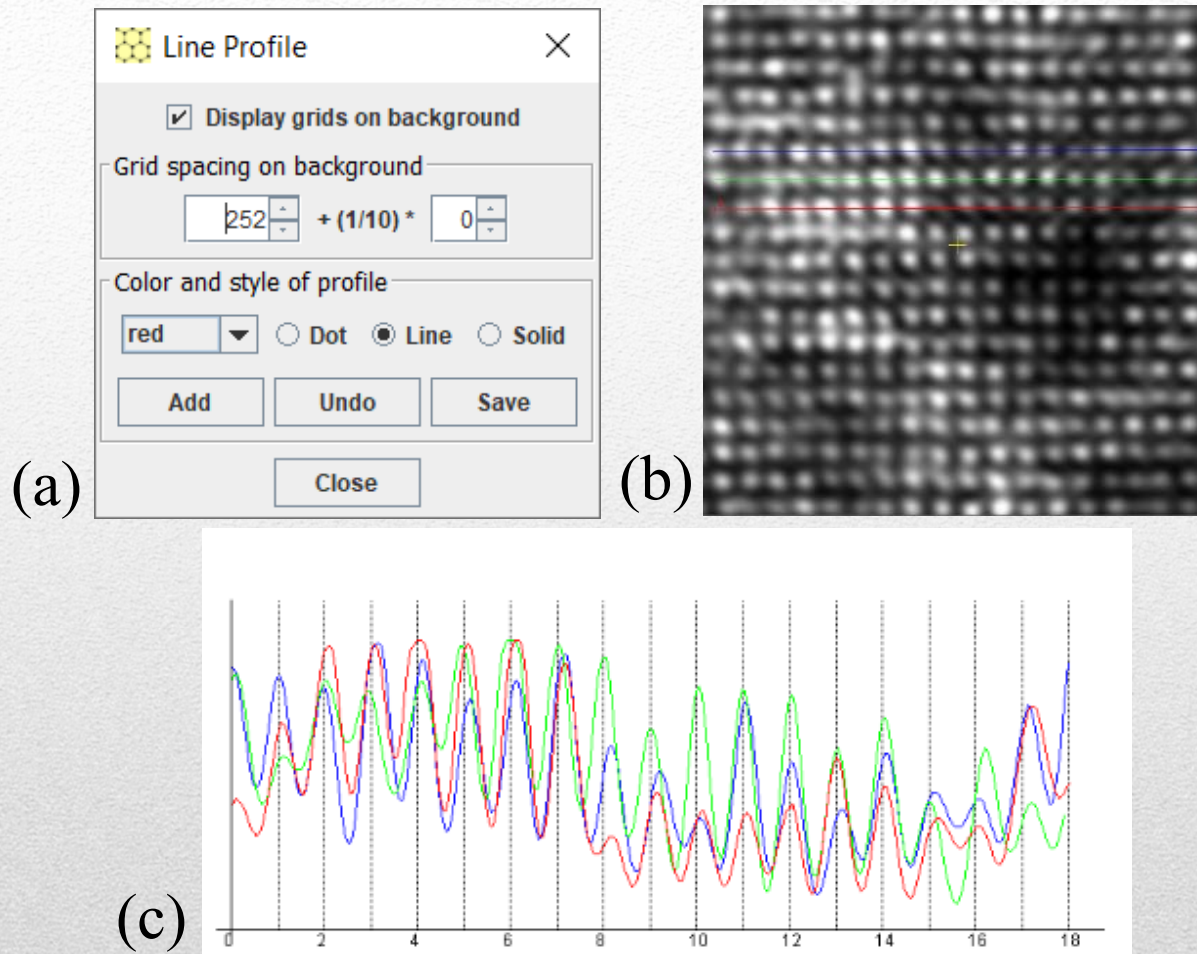 Line Profile
✔ Display grids on background
Grid spacing on background
252 + (1/10) * 0
Color and style of profile
red Dot Line Solid
Add Undo Save
Close
(a)
(b)
(c)
0 2 4 6 8 10 12 14 16 18